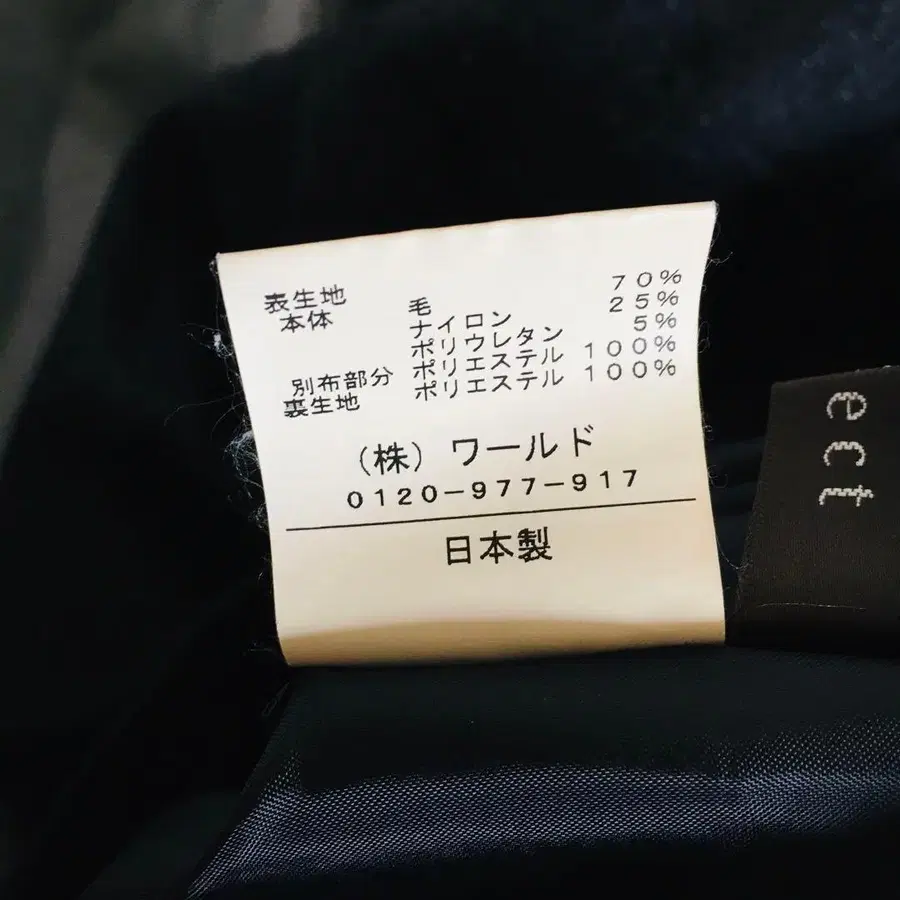 表生地
本体 毛 70%
ナイロン 25%
ポリウレタン 5%
別布部分 ポリエステル 100%
裏生地 ポリエステル 100%
(株)ワールド
0120-977-917
日本製
ect